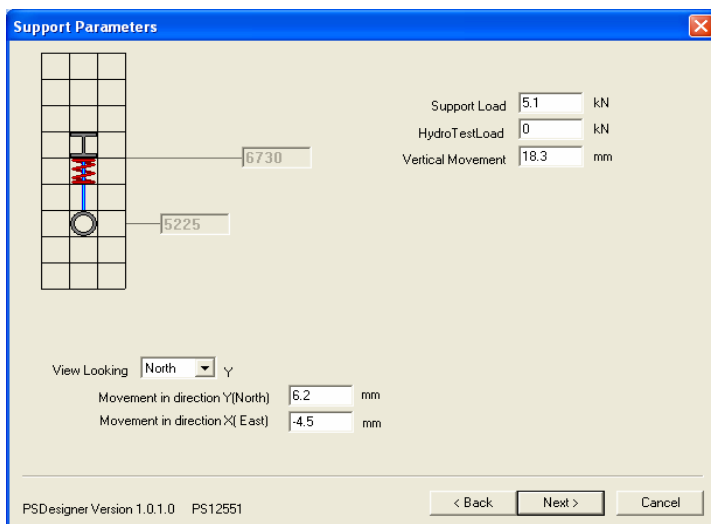 Support Parameters
Support Load 5.1 kN
HydroTestLoad 0 kN
Vertical Movement 18.3 mm
6730
5225
View Looking North Y
Movement in direction Y(North) 6.2 mm
Movement in direction X( East) -4.5 mm
PSDesigner Version 1.0.1.0 PS12551
< Back Next > Cancel